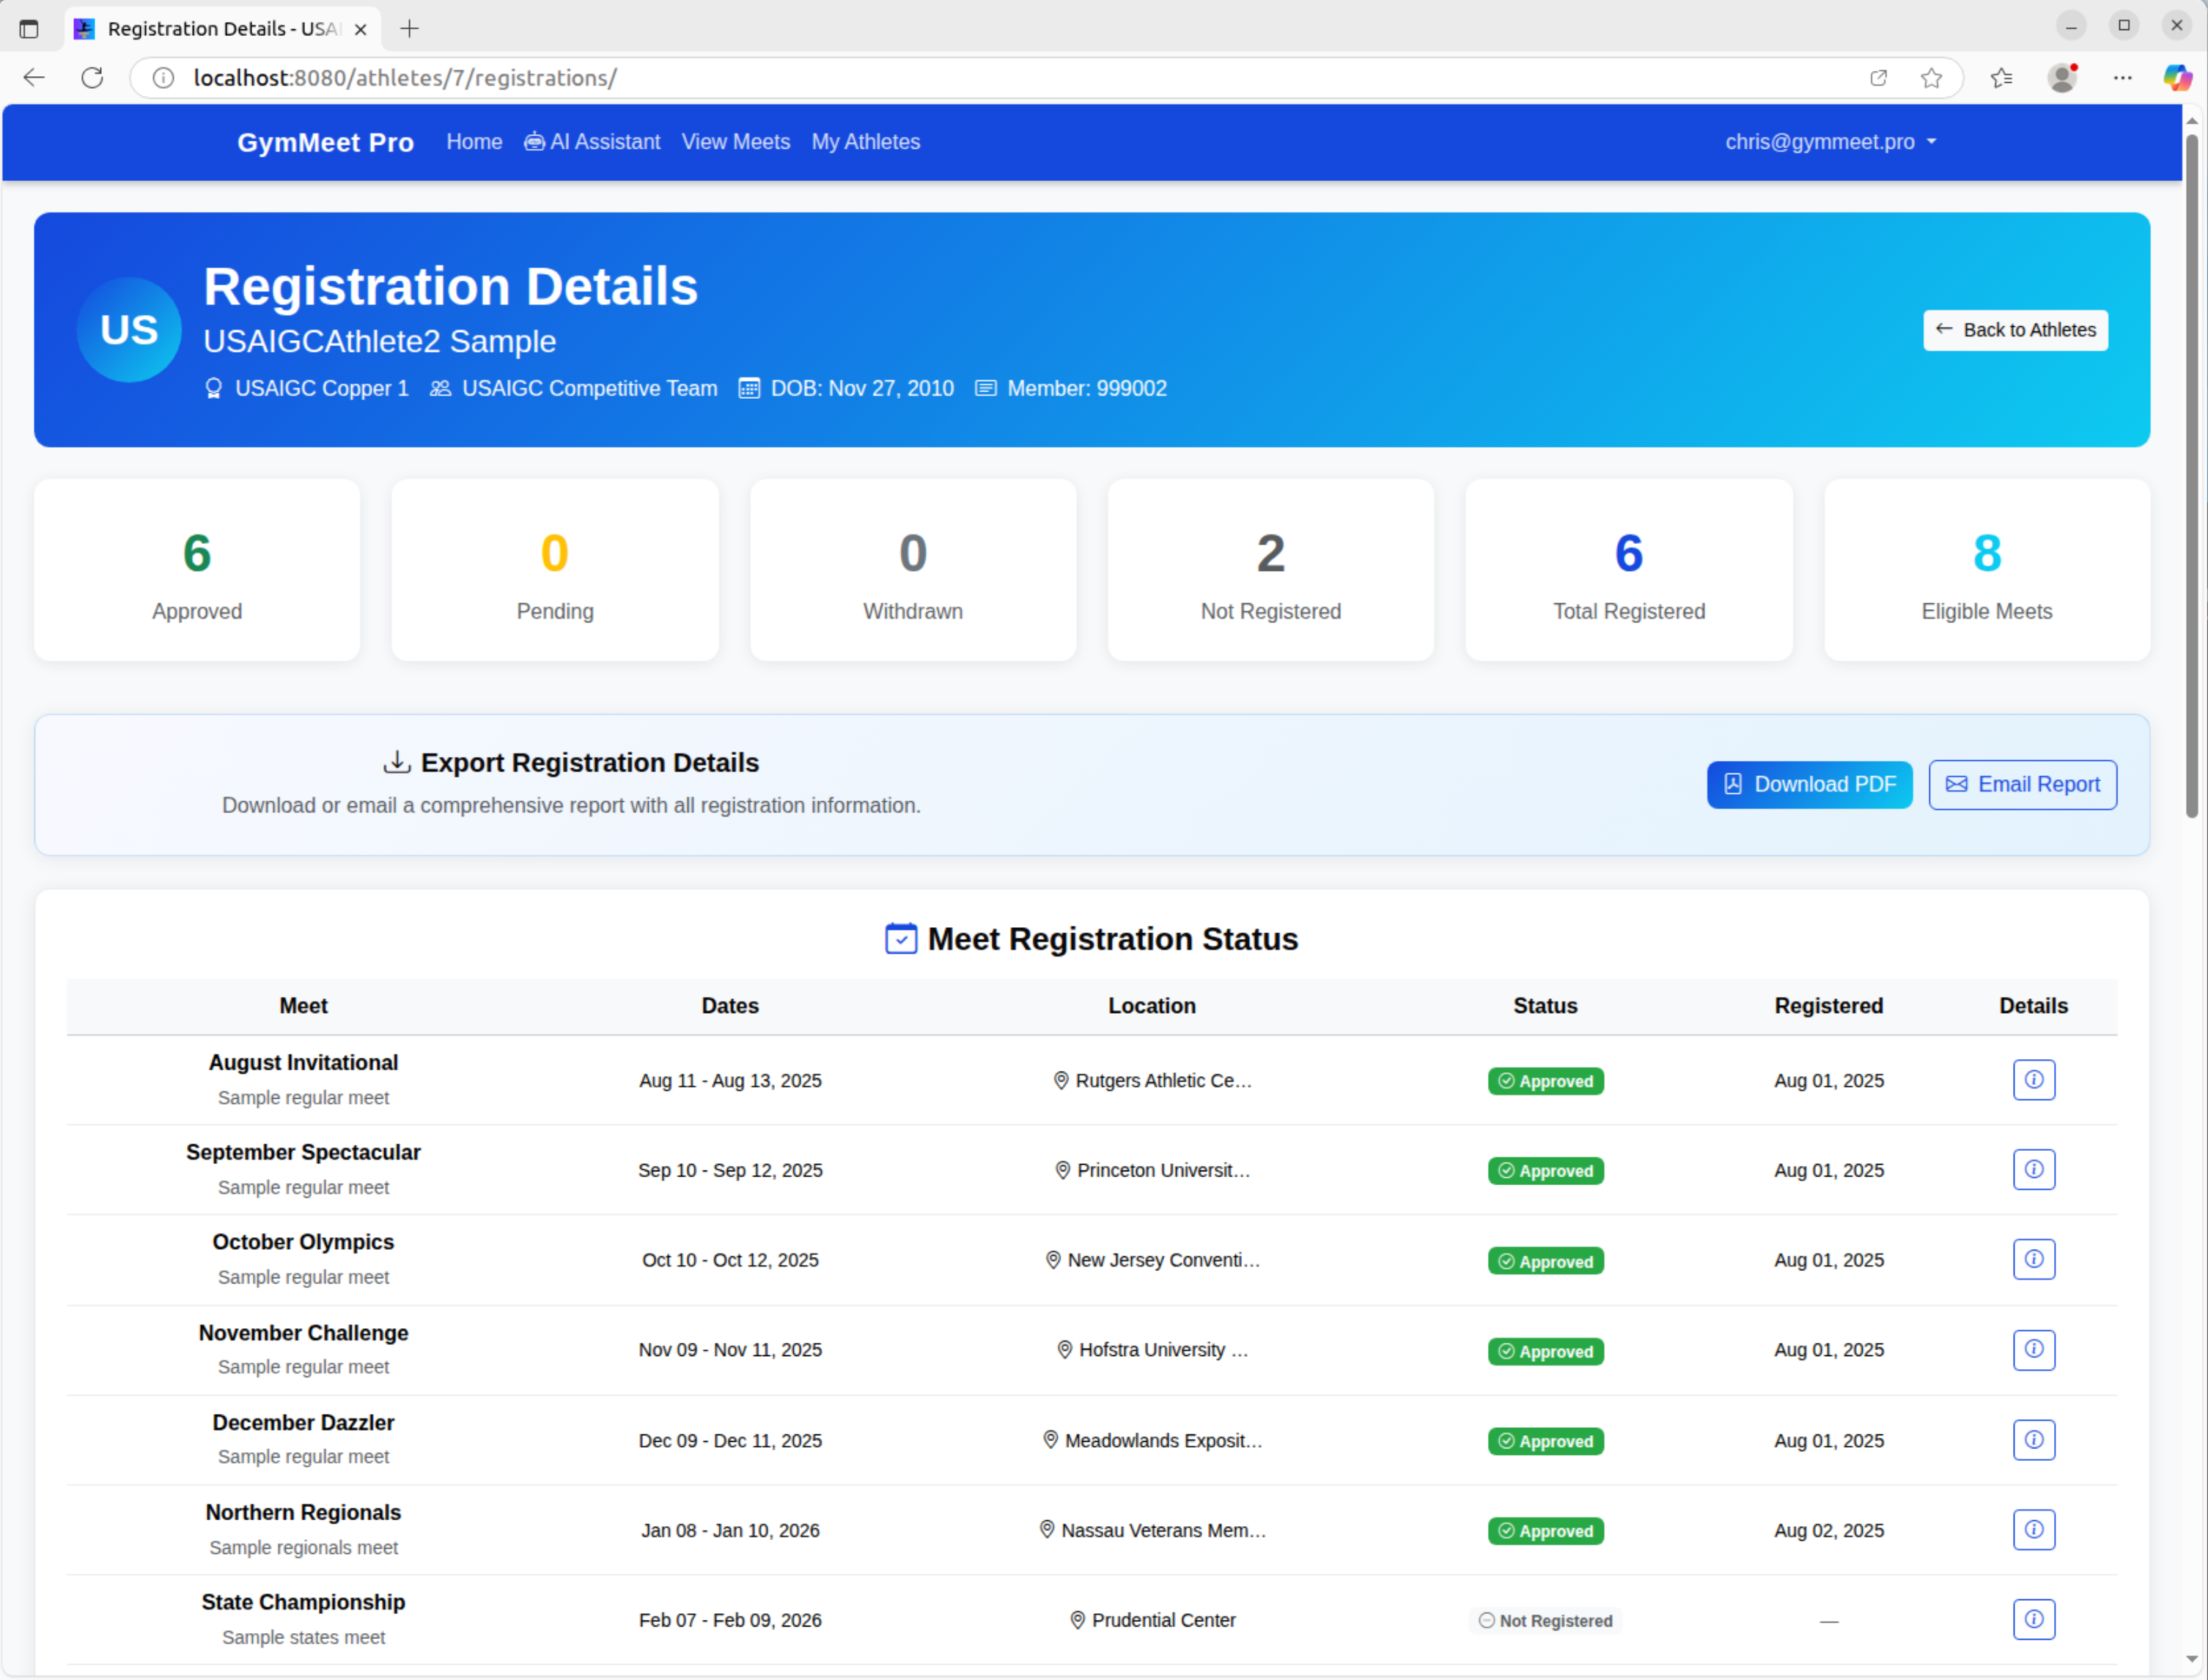 Registration Details - USAI
localhost:8080/athletes/7/registrations/
GymMeet Pro Home AI Assistant View Meets My Athletes chris@gymmeet.pro
US
Registration Details
USAIGCAthlete2 Sample
USAIGC Copper 1 USAIGC Competitive Team DOB: Nov 27, 2010 Member: 999002
Back to Athletes
6 0 0 2 6 8
Approved Pending Withdrawn Not Registered Total Registered Eligible Meets
Export Registration Details
Download or email a comprehensive report with all registration information.
Download PDF Email Report
Meet Registration Status
Meet Dates Location Status Registered Details
August Invitational
Sample regular meet
Aug 11 - Aug 13, 2025 Rutgers Athletic Ce... Approved Aug 01, 2025
September Spectacular
Sample regular meet
Sep 10 - Sep 12, 2025 Princeton Universit... Approved Aug 01, 2025
October Olympics
Sample regular meet
Oct 10 - Oct 12, 2025 New Jersey Conventi... Approved Aug 01, 2025
November Challenge
Sample regular meet
Nov 09 - Nov 11, 2025 Hofstra University ... Approved Aug 01, 2025
December Dazzler
Sample regular meet
Dec 09 - Dec 11, 2025 Meadowlands Exposit... Approved Aug 01, 2025
Northern Regionals
Sample regionals meet
Jan 08 - Jan 10, 2026 Nassau Veterans Mem... Approved Aug 02, 2025
State Championship
Sample states meet
Feb 07 - Feb 09, 2026 Prudential Center Not Registered —